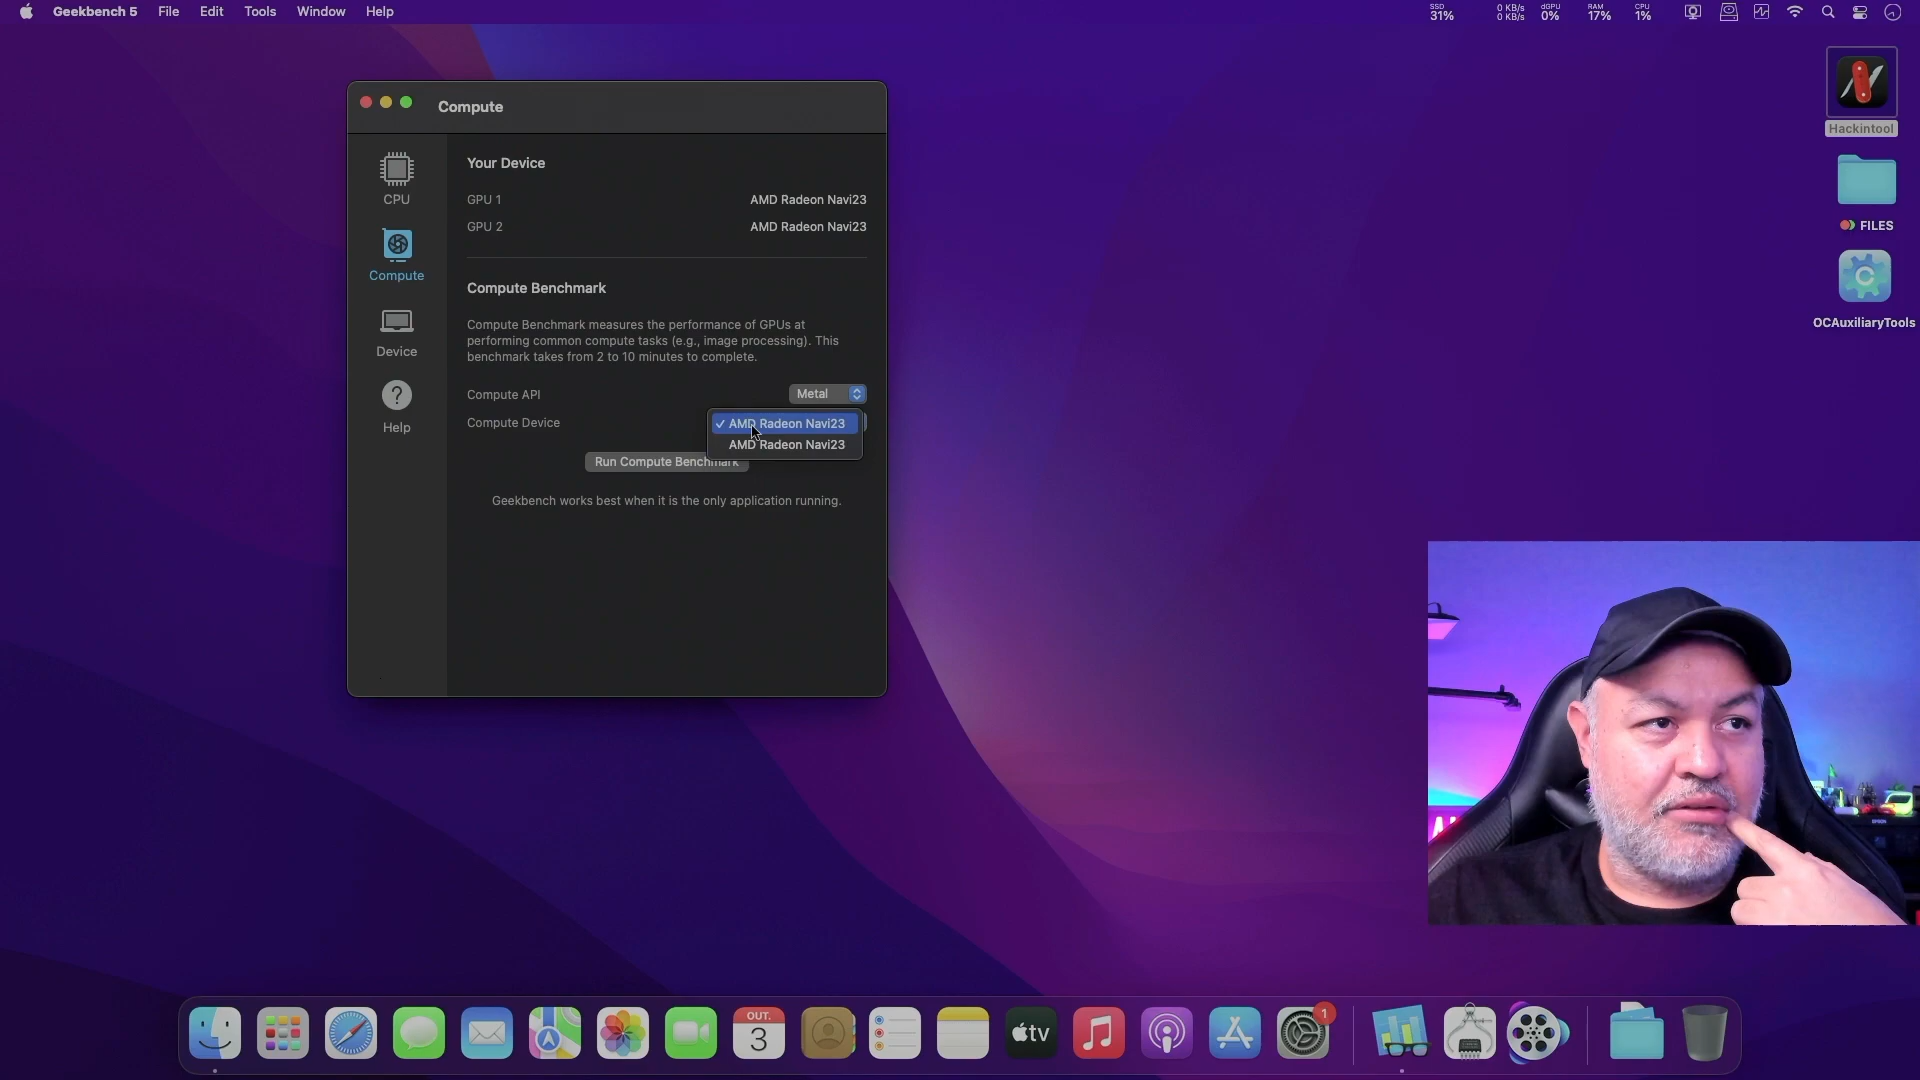 Geekbench 5 File Edit Tools Window Help
SSD 31% 0 KB/s 0 KB/s dGPU 0% RAM 17% CPU 1%
Hackintool
FILES
OCAuxiliaryTools
Compute
CPU
Compute
Device
Help
Your Device
GPU 1 AMD Radeon Navi23
GPU 2 AMD Radeon Navi23
Compute Benchmark
Compute Benchmark measures the performance of GPUs at
performing common compute tasks (e.g., image processing). This
benchmark takes from 2 to 10 minutes to complete.
Compute API Metal
Compute Device AMD Radeon Navi23
AMD Radeon Navi23
Run Compute Benchmark
Geekbench works best when it is the only application running.
EPSON
OUT.
3
tv
1